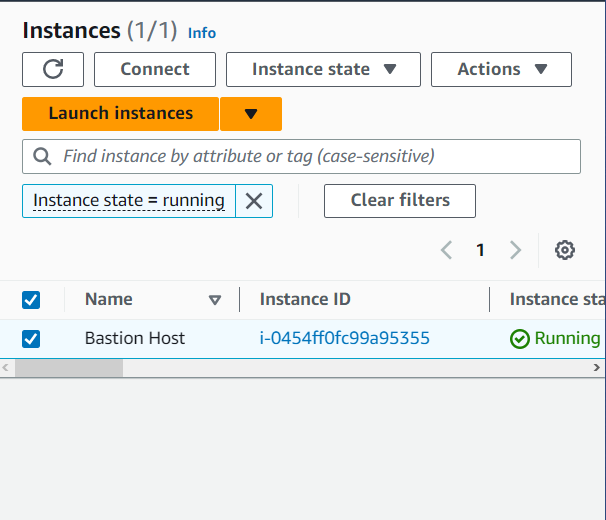 Instances (1/1) Info
Connect Instance state Actions
Launch instances
Find instance by attribute or tag (case-sensitive)
Instance state = running Clear filters
1
Name Instance ID Instance sta
Bastion Host i-0454ff0fc99a95355 Running